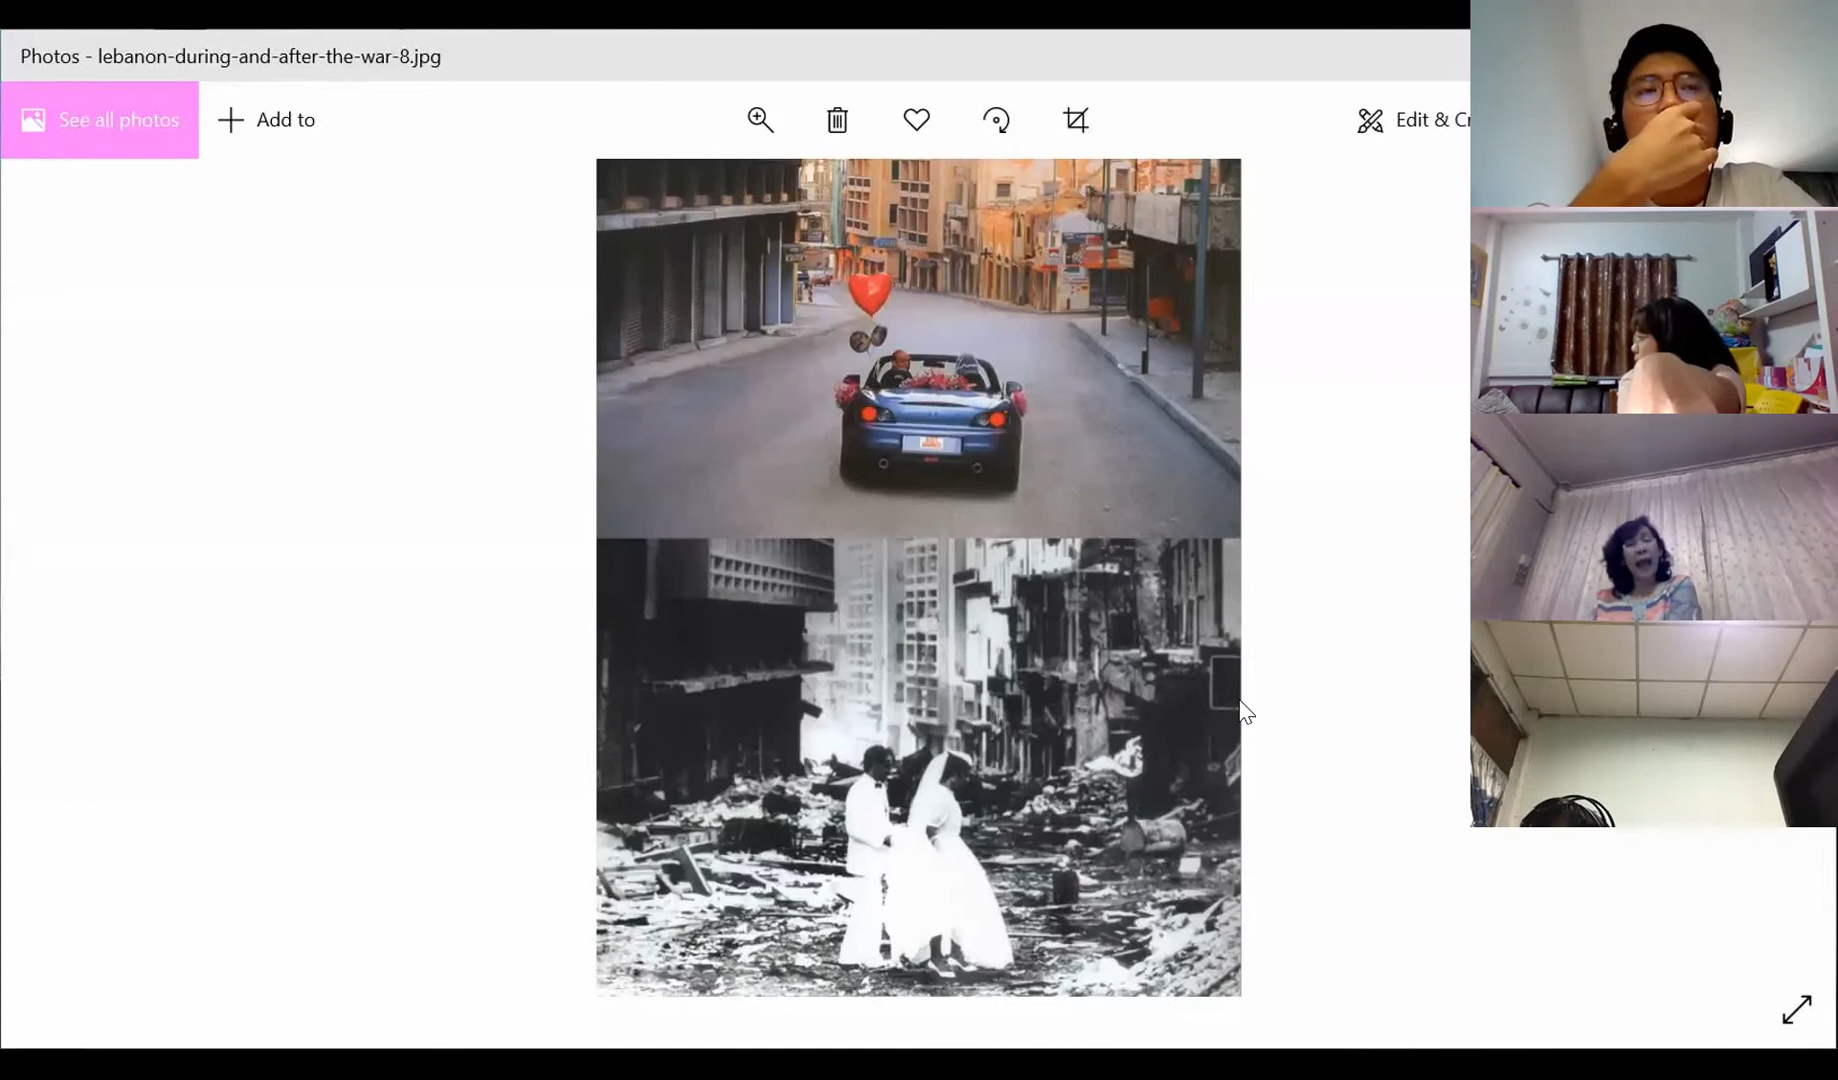 Photos - lebanon-during-and-after-the-war-8.jpg
See all photos
Add to
Edit & Cr